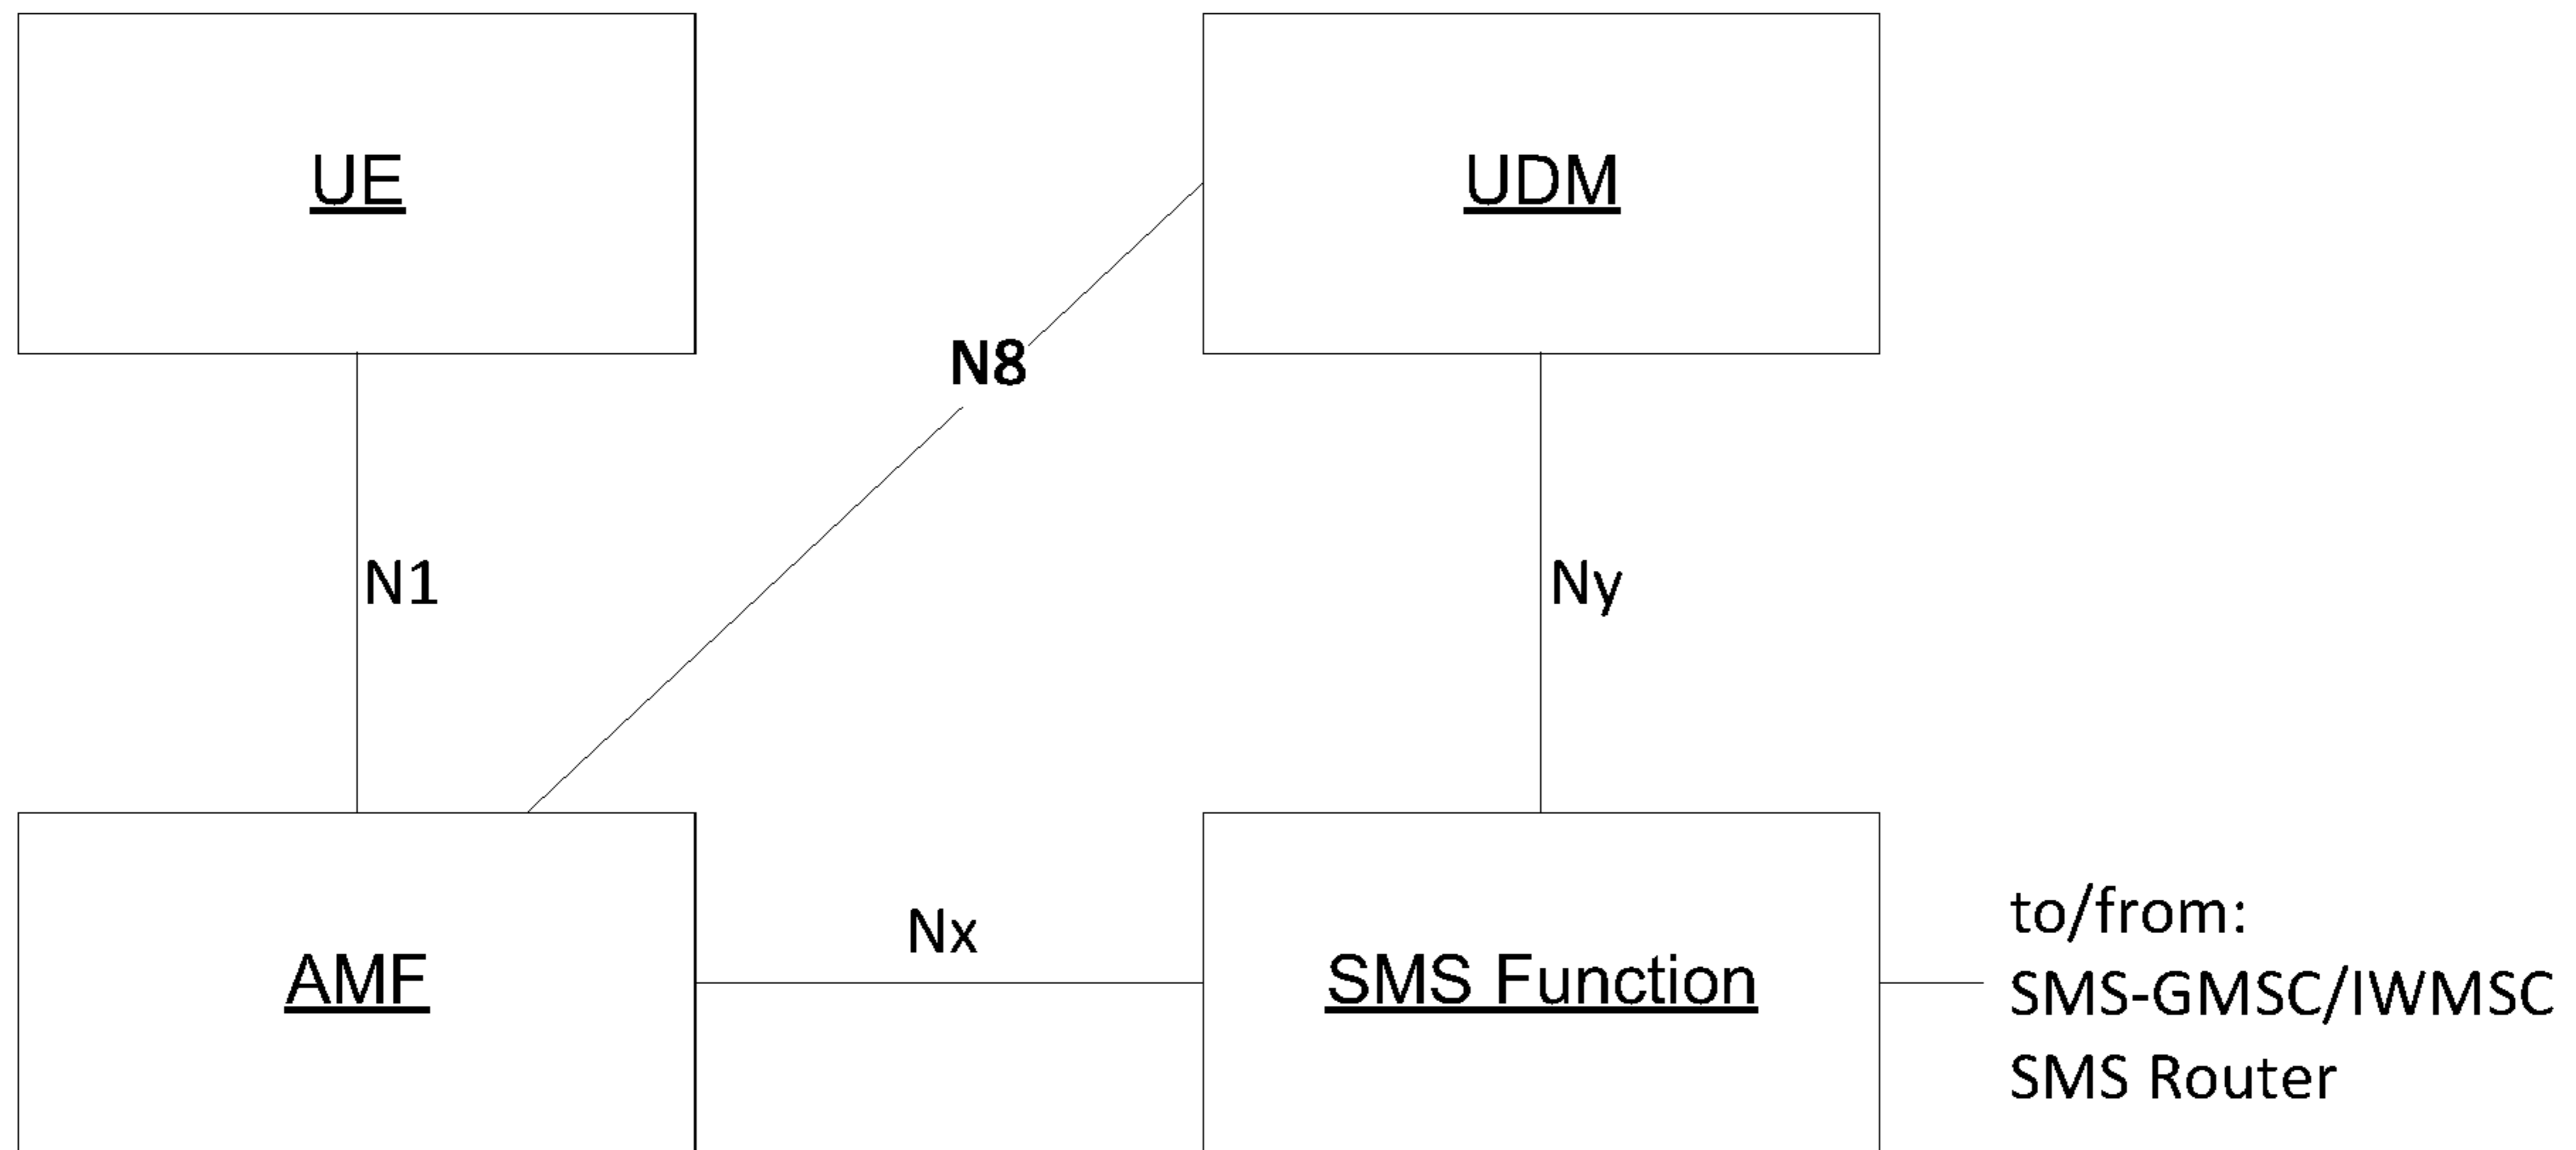 UE
UDM
N8
N1
Ny
Nx
AMF
SMS Function
to/from:
SMS-GMSC/IWMSC
SMS Router